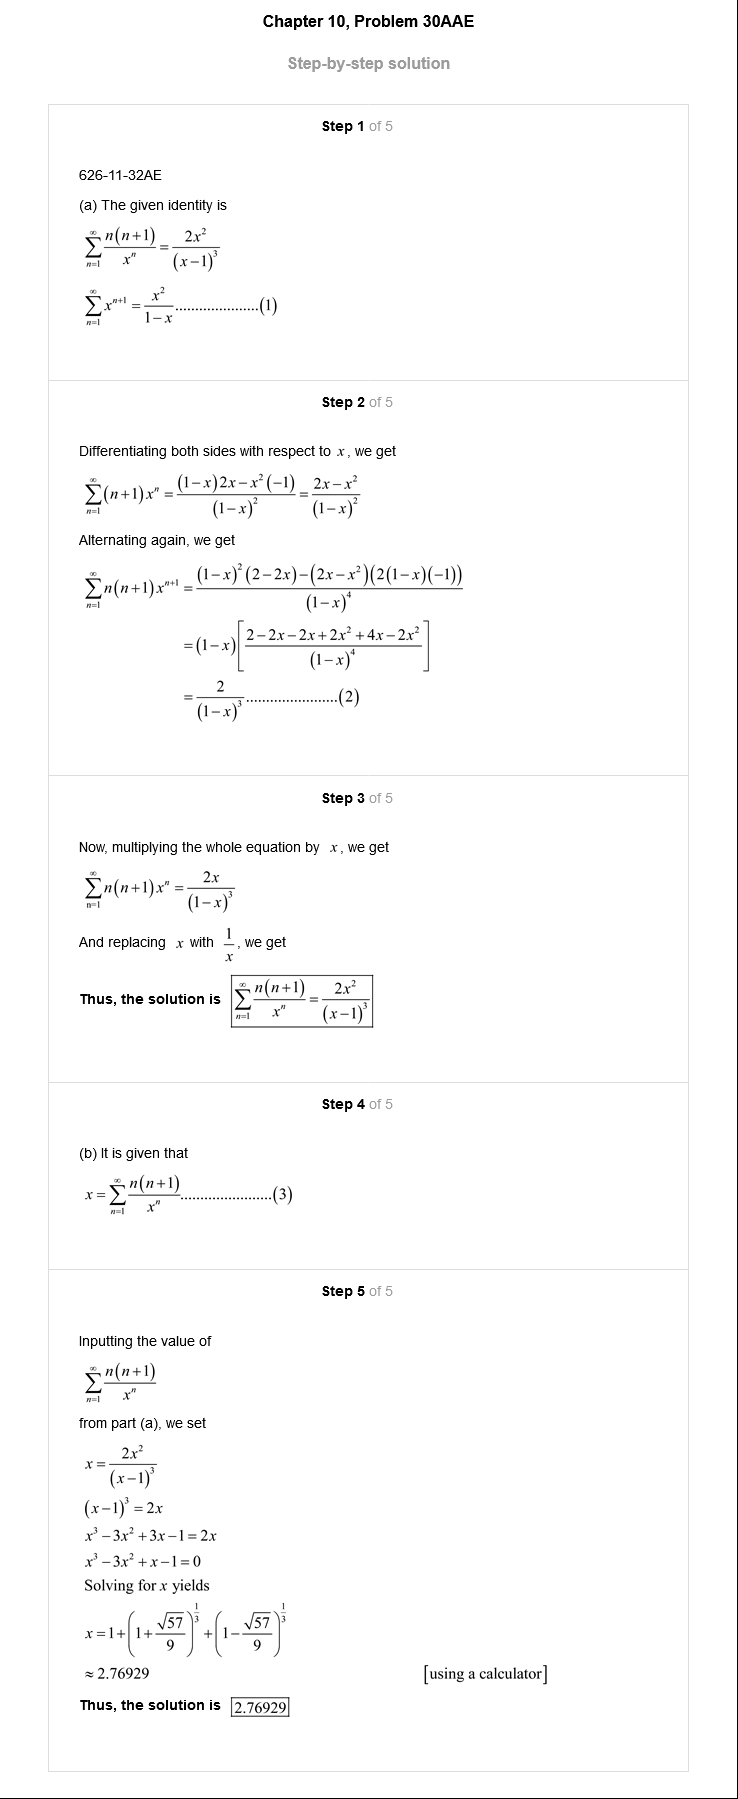 Chapter 10, Problem 30AAE
Step-by-step solution
Step 1 of 5
626-11-32AE
(a) The given identity is
$\sum_{n=1}^{\infty} \frac{n(n+1)}{x^n} = \frac{2x^2}{(x-1)^3}$
$\sum_{n=1}^{\infty} x^{n+1} = \frac{x^2}{1-x}$.....................(1)
Step 2 of 5
Differentiating both sides with respect to x, we get
$\sum_{n=1}^{\infty} (n+1)x^n = \frac{(1-x)2x-x^2(-1)}{(1-x)^2} = \frac{2x-x^2}{(1-x)^2}$
Alternating again, we get
$\sum_{n=1}^{\infty} n(n+1)x^{n+1} = \frac{(1-x)^2(2-2x)-(2x-x^2)(2(1-x)(-1))}{(1-x)^4}$
$= (1-x)\left[\frac{2-2x-2x+2x^2+4x-2x^2}{(1-x)^4}\right]$
$= \frac{2}{(1-x)^3}$.......................(2)
Step 3 of 5
Now, multiplying the whole equation by x, we get
$\sum_{n=1}^{\infty} n(n+1)x^n = \frac{2x}{(1-x)^3}$
And replacing x with $\frac{1}{x}$, we get
Thus, the solution is $\sum_{n=1}^{\infty} \frac{n(n+1)}{x^n} = \frac{2x^2}{(x-1)^3}$
Step 4 of 5
(b) It is given that
$x = \sum_{n=1}^{\infty} \frac{n(n+1)}{x^n}$.......................(3)
Step 5 of 5
Inputting the value of
$\sum_{n=1}^{\infty} \frac{n(n+1)}{x^n}$
from part (a), we set
$x = \frac{2x^2}{(x-1)^3}$
$(x-1)^3 = 2x$
$x^3-3x^2+3x-1=2x$
$x^3-3x^2+x-1=0$
Solving for x yields
$x = 1+\left(1+\frac{\sqrt{57}}{9}\right)^{\frac{1}{3}}+\left(1-\frac{\sqrt{57}}{9}\right)^{\frac{1}{3}}$
≈ 2.76929 [using a calculator]
Thus, the solution is 2.76929